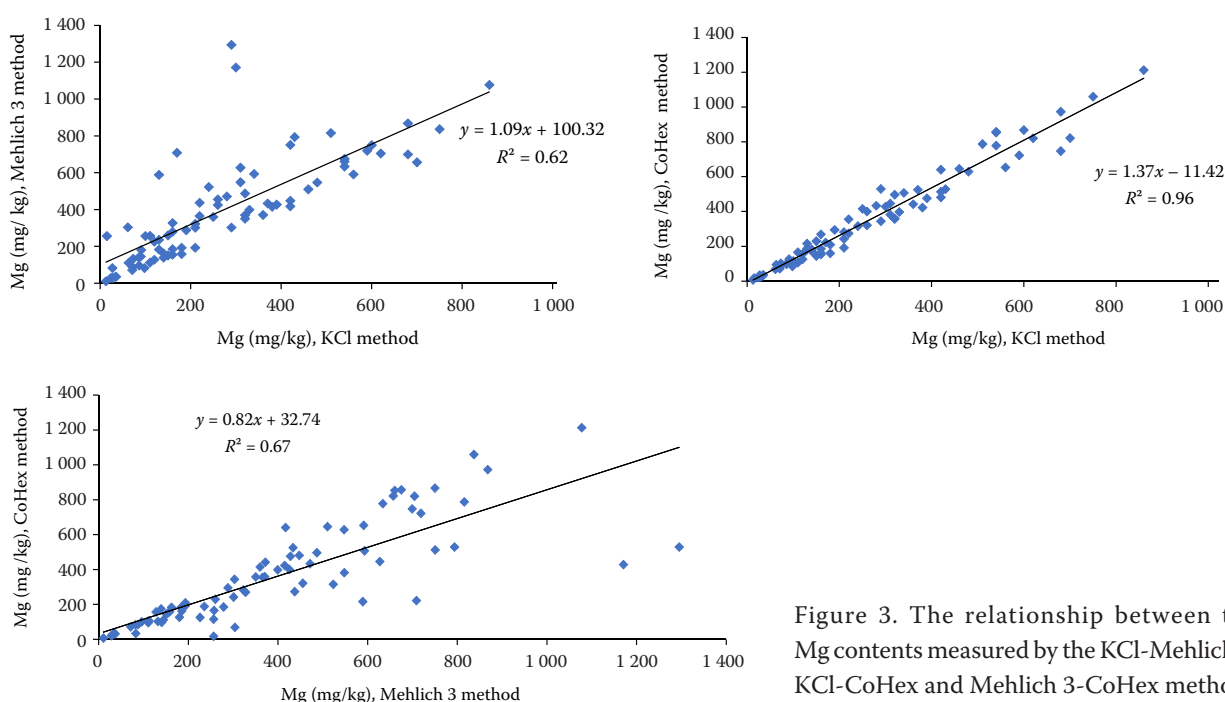 Mg (mg/ kg), Mehlich 3 method
1 400
1 200
1 000
800
600
400
200
0
y = 1.09x + 100.32
R² = 0.62
0 200 400 600 800 1 000
Mg (mg/kg), KCl method
Mg (mg /kg), CoHex method
1 400
1 200
1 000
800
600
400
200
0
y = 1.37x − 11.42
R² = 0.96
0 200 400 600 800 1 000
Mg (mg/kg), KCl method
Mg (mg /kg), CoHex method
1 400
1 200
1 000
800
600
400
200
0
y = 0.82x + 32.74
R² = 0.67
0 200 400 600 800 1 000 1 200 1 400
Mg (mg/kg), Mehlich 3 method
Figure 3. The relationship between
Mg contents measured by the KCl-Mehlich
KCl-CoHex and Mehlich 3-CoHex